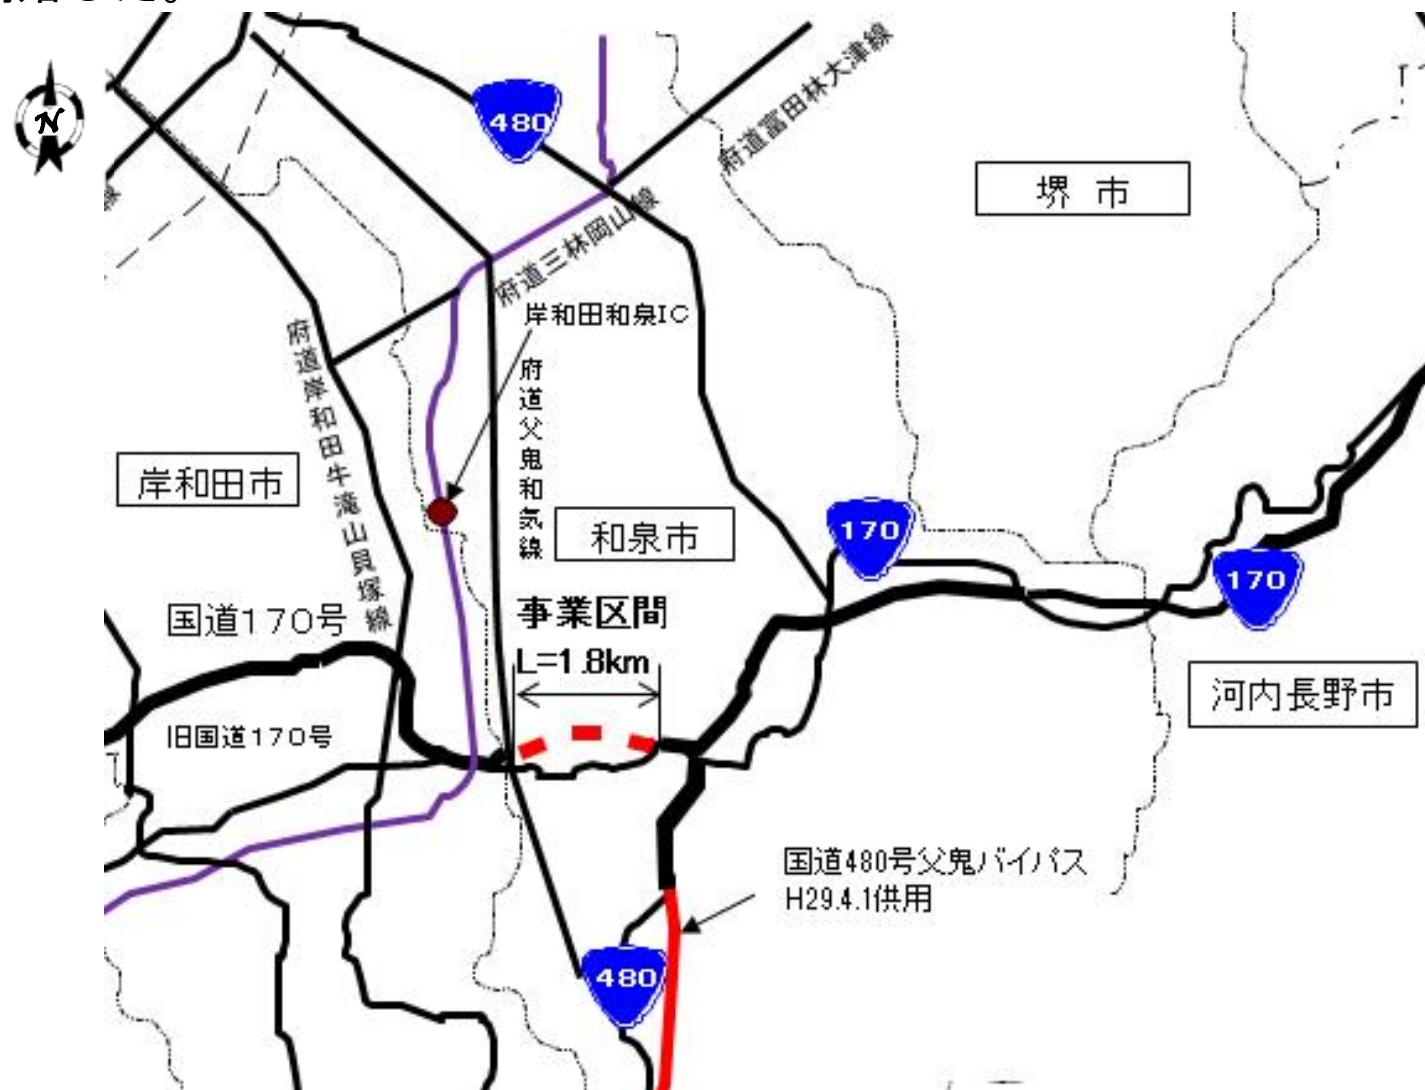 した。
N
480
府道富田林大津線
堺市
府道三林岡山線
岸和田和泉IC
府道岸和田牛滝山貝塚線
府道父鬼和気線
岸和田市
和泉市
170
170
国道170号
事業区間
L=1.8km
旧国道170号
河内長野市
国道480号父鬼バイパス
H29.4.1供用
480